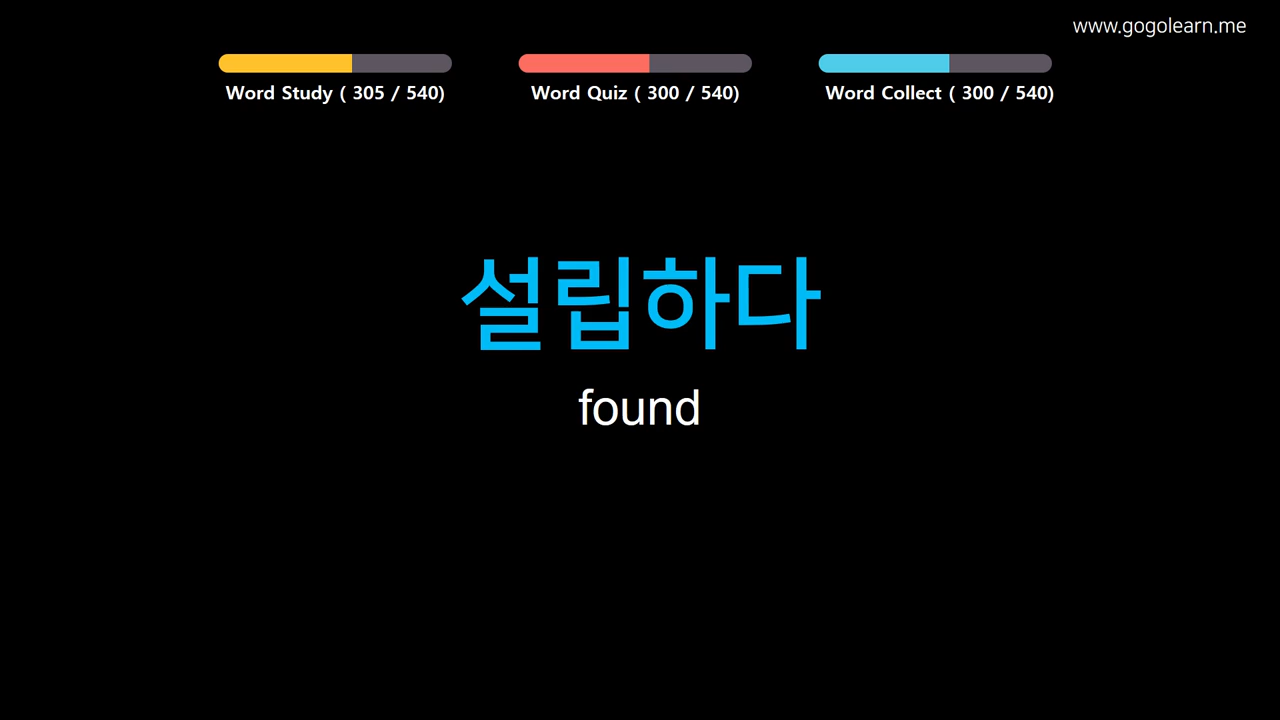 www.gogolearn.me
Word Study ( 305 / 540)
Word Quiz ( 300 / 540)
Word Collect ( 300 / 540)
설립하다
found